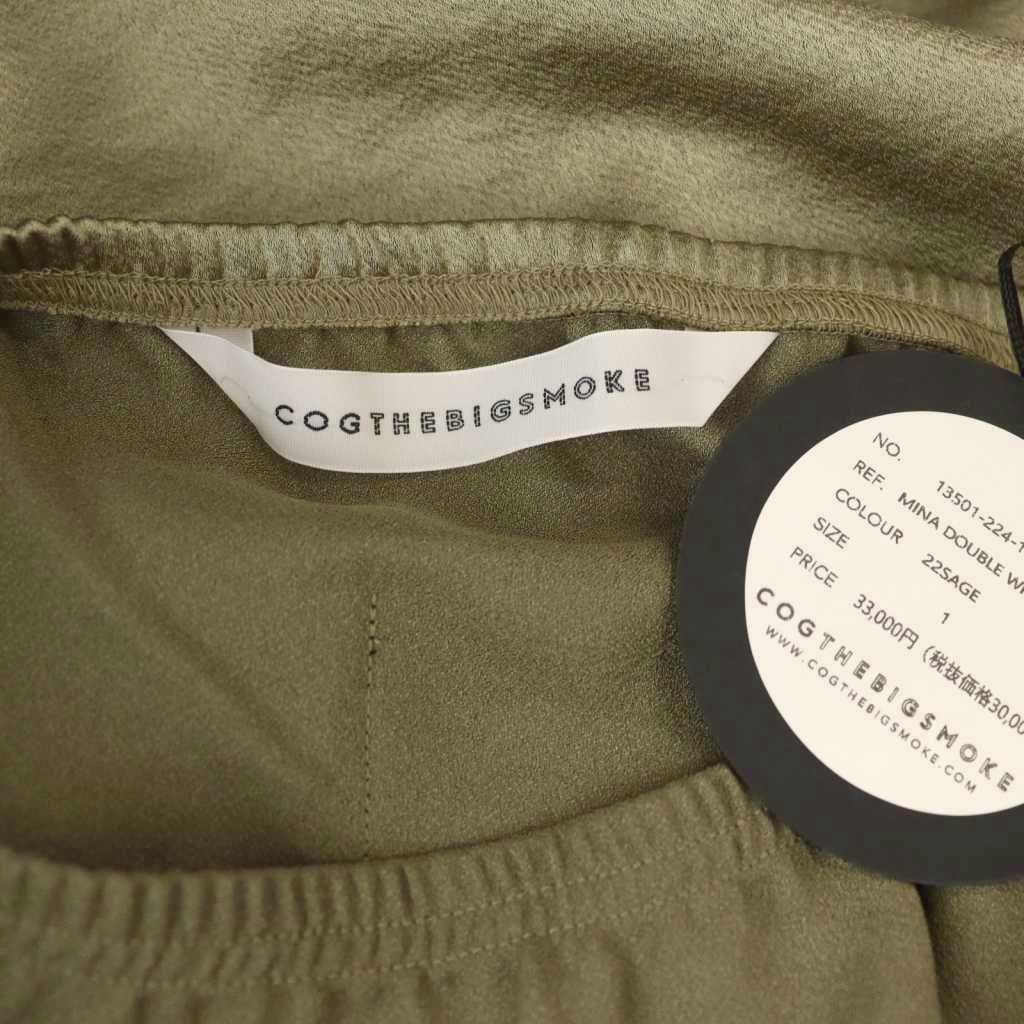 COGTHEBIGSMOKE
NO. 13501-224-1
REF. MINA DOUBLE
COLOUR 22SAGE
SIZE 1
PRICE 33,000円 (税抜価格30,00
COGTHEBIGSMOKE
WWW.COGTHEBIGSMOKE.COM